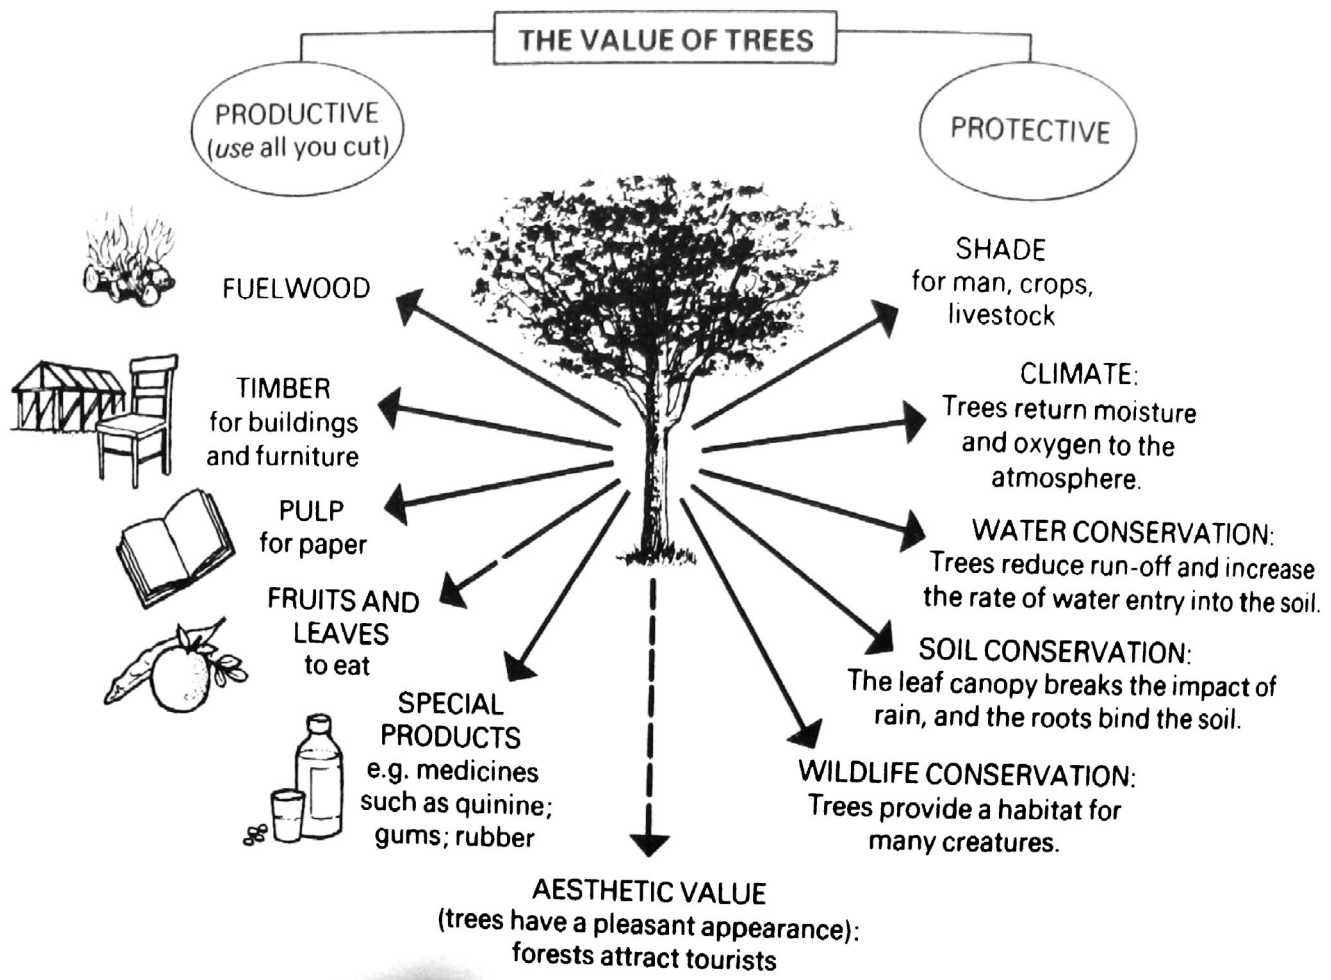 THE VALUE OF TREES
PRODUCTIVE
(use all you cut)
PROTECTIVE
FUELWOOD
TIMBER
for buildings
and furniture
PULP
for paper
FRUITS AND
LEAVES
to eat
SPECIAL
PRODUCTS
e.g. medicines
such as quinine;
gums; rubber
SHADE
for man, crops,
livestock
CLIMATE:
Trees return moisture
and oxygen to the
atmosphere.
WATER CONSERVATION:
Trees reduce run-off and increase
the rate of water entry into the soil.
SOIL CONSERVATION:
The leaf canopy breaks the impact of
rain, and the roots bind the soil.
WILDLIFE CONSERVATION:
Trees provide a habitat for
many creatures.
AESTHETIC VALUE
(trees have a pleasant appearance):
forests attract tourists